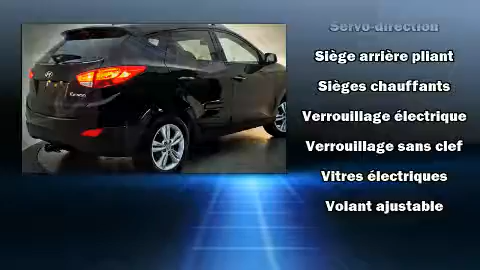 Servo-direction
Siège arrière pliant
Sièges chauffants
Verrouillage électrique
Verrouillage sans clef
Vitres électriques
Volant ajustable